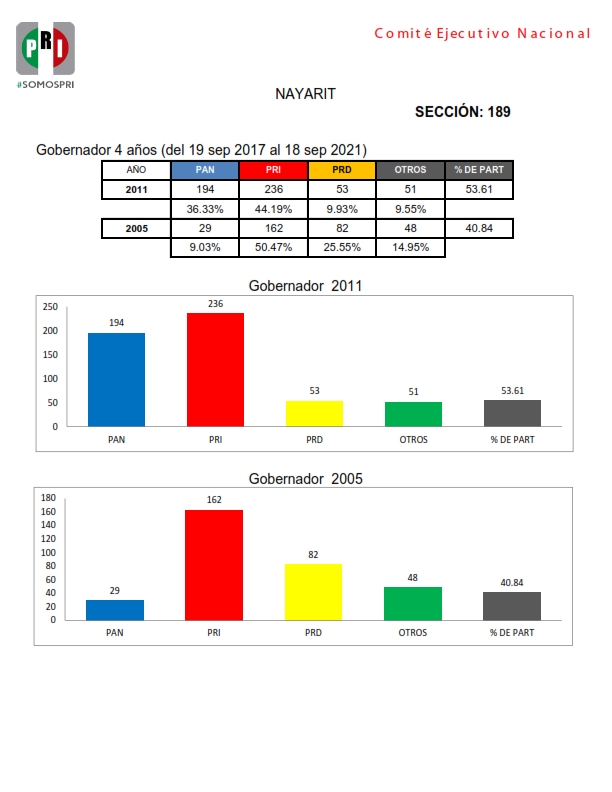 Comité Ejecutivo Nacional
PRI
#SOMOSPRI
NAYARIT
SECCIÓN: 189
Gobernador 4 años (del 19 sep 2017 al 18 sep 2021)
AÑO PAN PRI PRD OTROS % DE PART
2011 194 236 53 51 53.61
36.33% 44.19% 9.93% 9.55%
2005 29 162 82 48 40.84
9.03% 50.47% 25.55% 14.95%
Gobernador 2011
250
200
150
100
50
0
194 236 53 51 53.61
PAN PRI PRD OTROS % DE PART
Gobernador 2005
180
160
140
120
100
80
60
40
20
0
29 162 82 48 40.84
PAN PRI PRD OTROS % DE PART